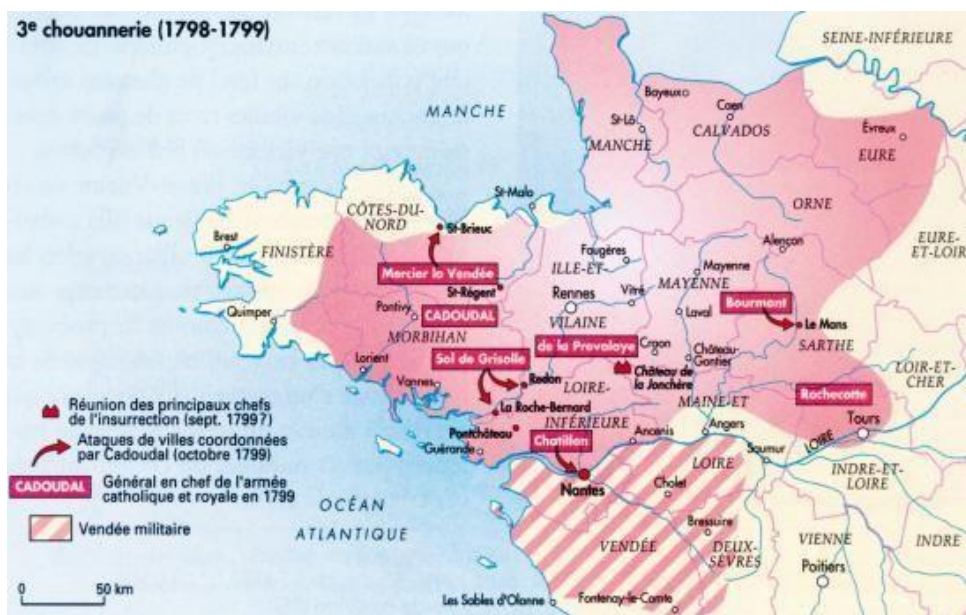 3e chouannerie (1798-1799)
SEINE-INFÉRIEURE
MANCHE
Bayeux
Caen
CALVADOS
St-Lô
MANCHE
Évreux
EURE
St-Malo
CÔTES-DU-
NORD
St-Brieuc
ORNE
Brest
FINISTÈRE
Fougères
Alençon
EURE
ET-LOIR
ILLE-ET-
VILAINE
Mayenne
MAYENNE
Mercier la Vendée
St-Régent
Rennes
Vitré
Laval
Bourmont
Le Mans
SARTHE
Quimper
Pontivy
CADOUDAL
MORBIHAN
Sol de Grisolle
de la Prevalaye
Craon
Château-
Gontier
Château de
la Jonchère
LOIR-ET-
CHER
Lorient
Vannes
Redon
LOIRE-
INFÉRIEURE
MAINE-ET
LOIRE
Rochecotte
Tours
La Roche-Bernard
Pontchâteau
Chatillon
Ancenis
Angers
Saumur
LOIRE
Guérande
Nantes
Cholet
INDRE-ET-
LOIRE
Bressuire
VENDÉE
DEUX-
SÈVRES
VIENNE
INDRE
Poitiers
Les Sables d'Olonne
Fontenay-le-Comte
OCÉAN
ATLANTIQUE
Réunion des principaux chefs
de l'insurrection (sept. 1799?)
Attaques de villes coordonnées
par Cadoudal (octobre 1799)
CADOUDAL
Général en chef de l'armée
catholique et royale en 1799
Vendée militaire
0
50 km